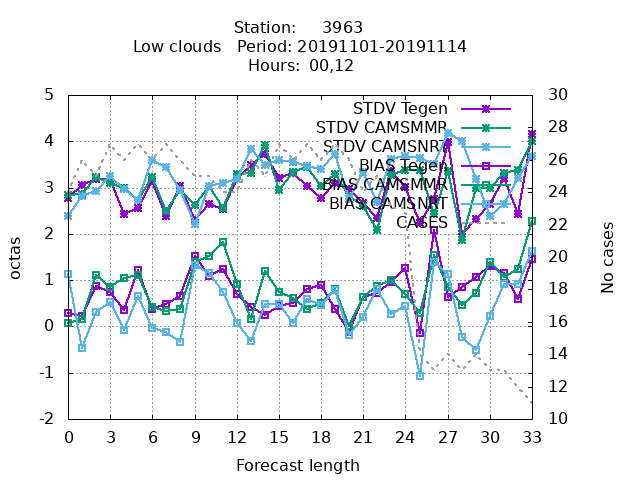 Station: 3963
Low clouds Period: 20191101-20191114
Hours: 00,12
5
4
3
2
1
0
-1
-2
30
28
26
24
22
20
18
16
14
12
10
STDV Tegen
STDV CAMSMMR
STDV CAMSNRT
BIAS Tegen
BIAS CAMSMMR
BIAS CAMSNRT
CASES
octas
No cases
0 3 6 9 12 15 18 21 24 27 30 33
Forecast length